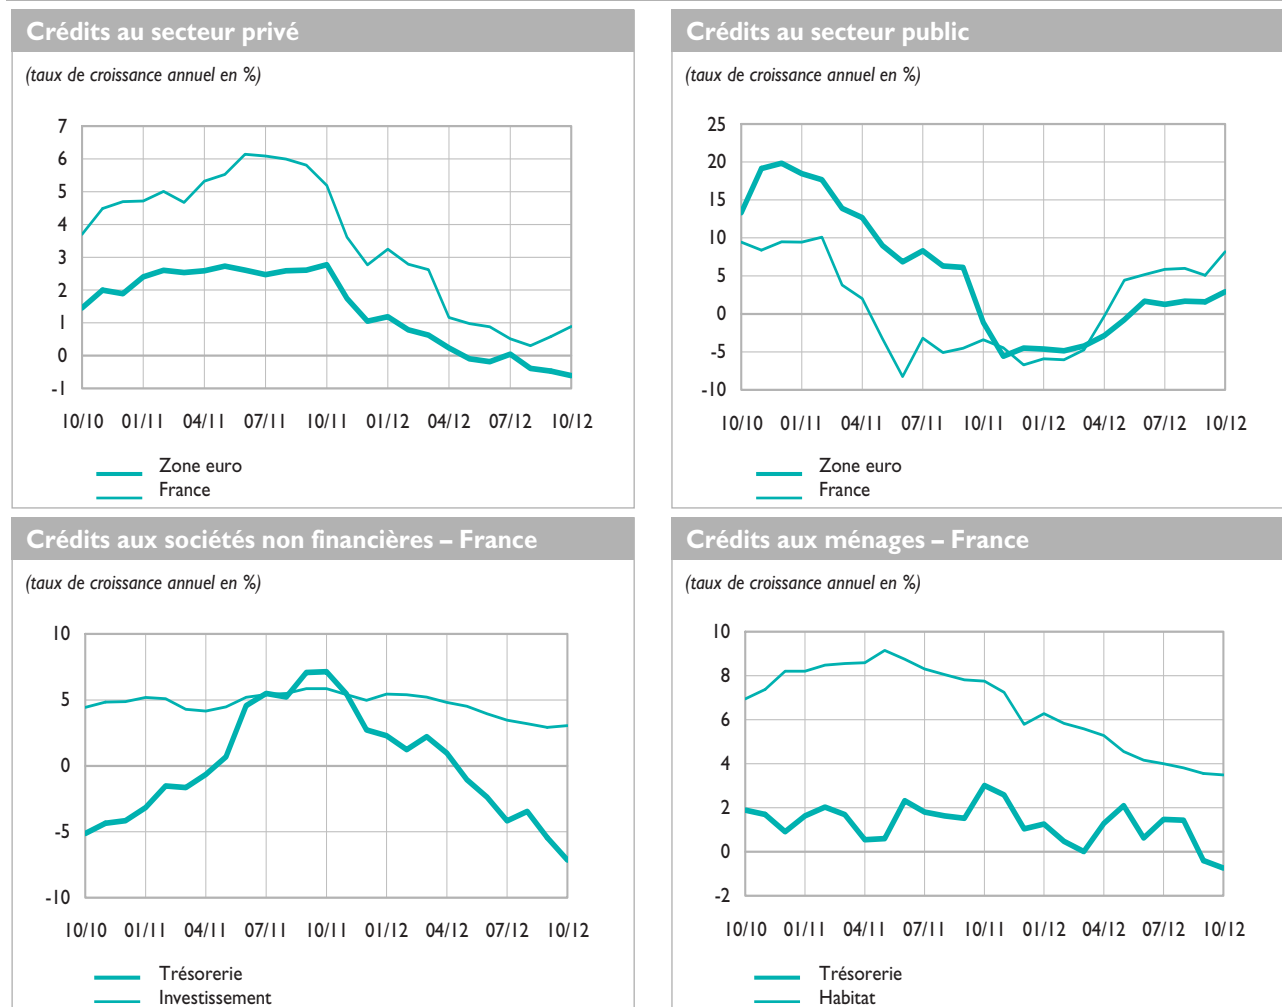 Crédits au secteur privé
(taux de croissance annuel en %)
7
6
5
4
3
2
1
0
-1
10/10 01/11 04/11 07/11 10/11 01/12 04/12 07/12 10/12
Zone euro
France
Crédits au secteur public
(taux de croissance annuel en %)
25
20
15
10
5
0
-5
-10
10/10 01/11 04/11 07/11 10/11 01/12 04/12 07/12 10/12
Zone euro
France
Crédits aux sociétés non financières – France
(taux de croissance annuel en %)
10
5
0
-5
-10
10/10 01/11 04/11 07/11 10/11 01/12 04/12 07/12 10/12
Trésorerie
Investissement
Crédits aux ménages – France
(taux de croissance annuel en %)
10
8
6
4
2
0
-2
10/10 01/11 04/11 07/11 10/11 01/12 04/12 07/12 10/12
Trésorerie
Habitat